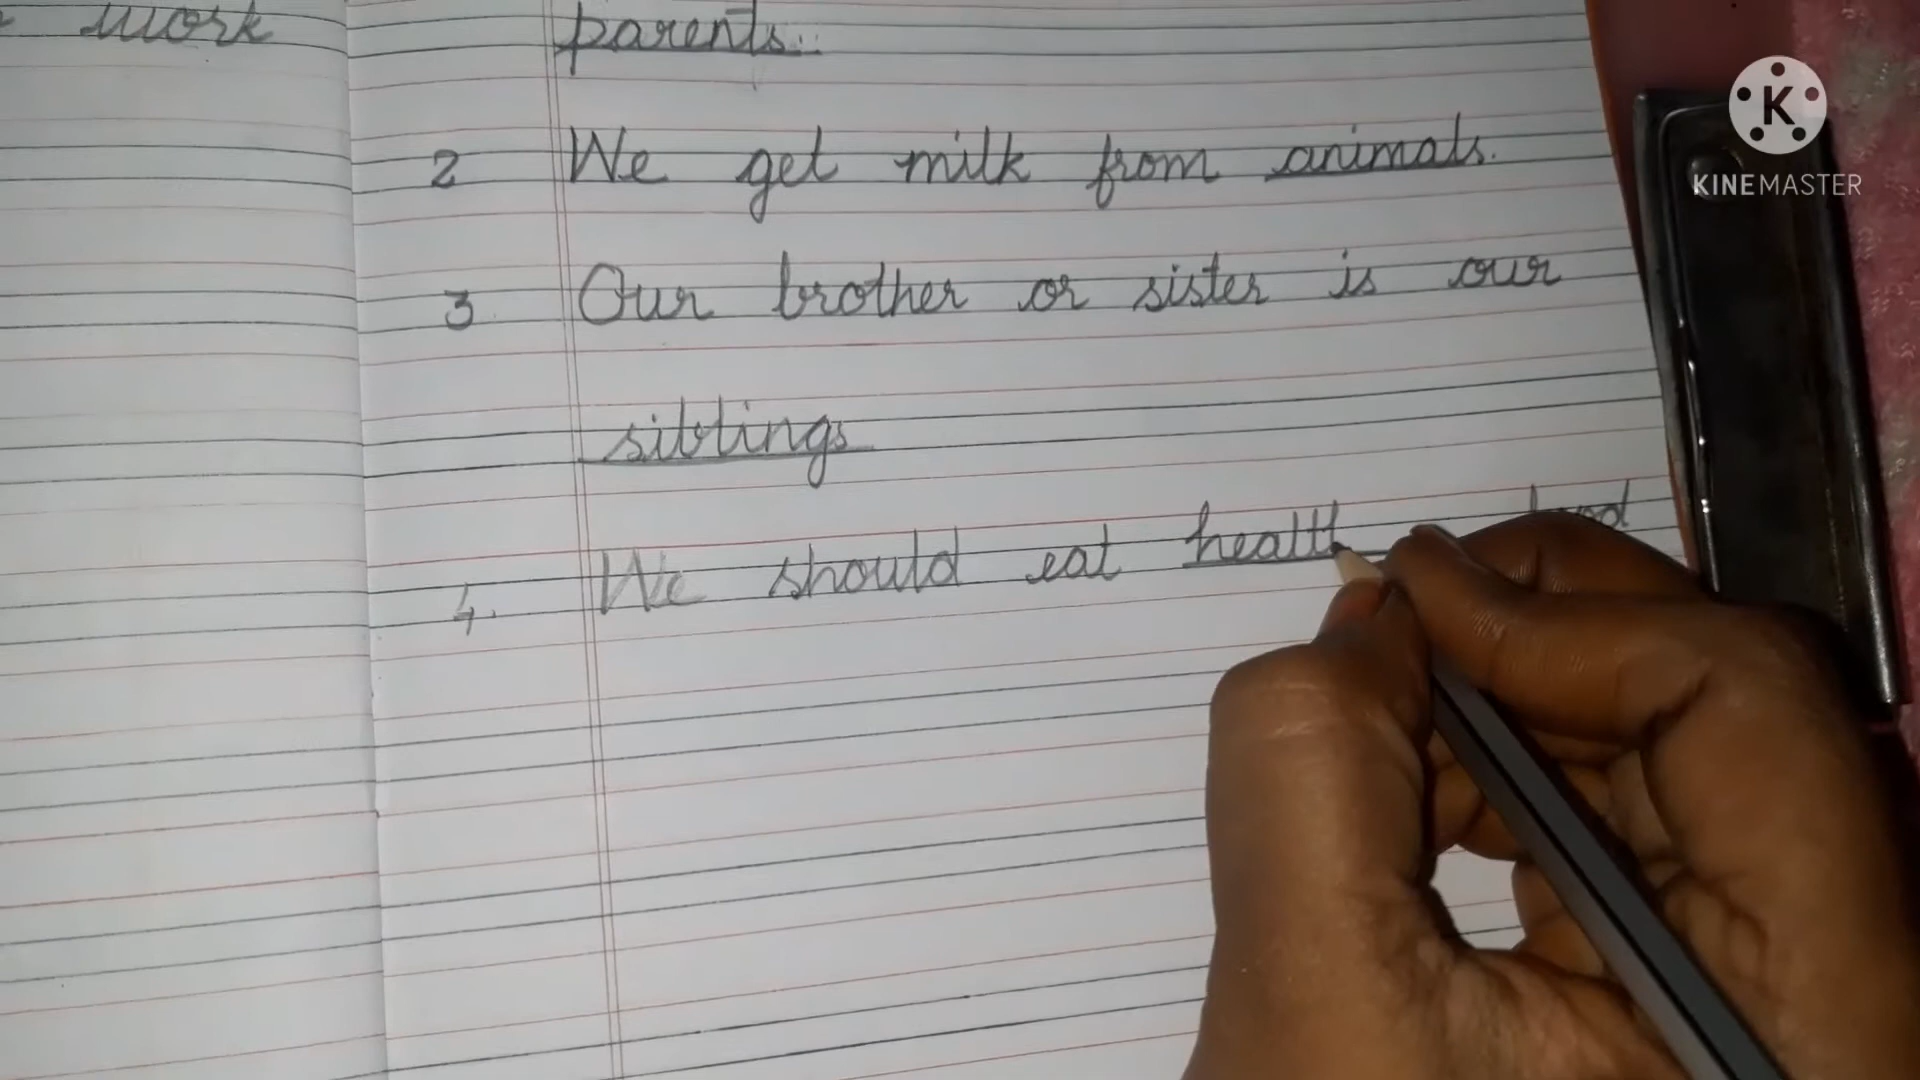 work
parents.
2 We get milk from animals.
3 Our brother or sister is our
siblings
4. We should eat food
K
KINEMASTER